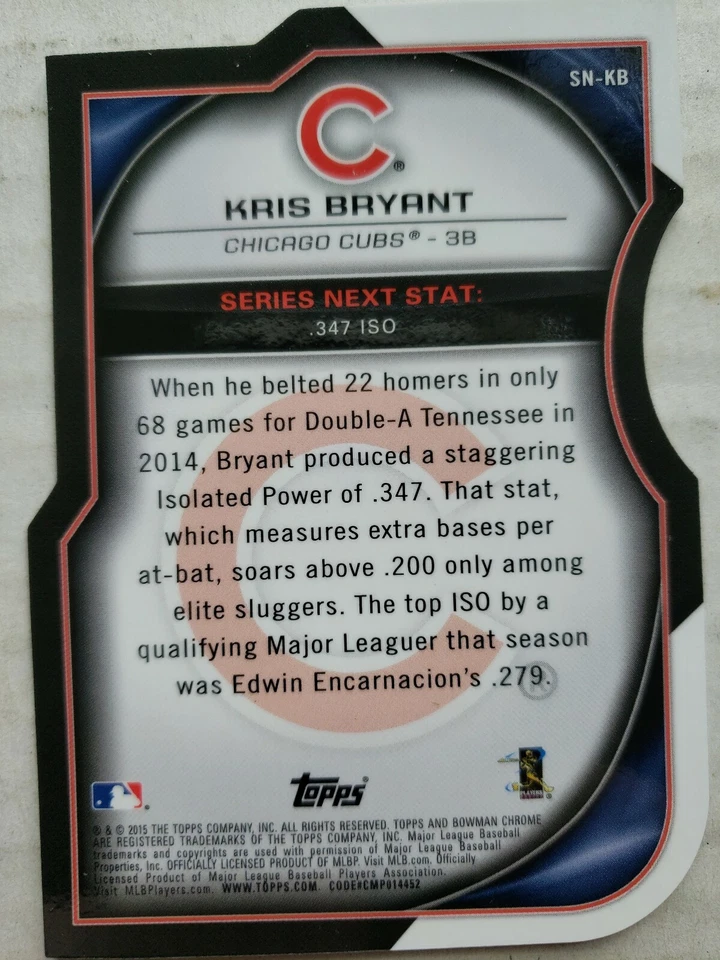 SN-KB
C®
KRIS BRYANT
CHICAGO CUBS® - 3B
SERIES NEXT STAT:
.347 ISO
When he belted 22 homers in only
68 games for Double-A Tennessee in
2014, Bryant produced a staggering
Isolated Power of .347. That stat,
which measures extra bases per
at-bat, soars above .200 only among
elite sluggers. The top ISO by a
qualifying Major Leaguer that season
was Edwin Encarnacion's .279.
®
Topps®
PLAYERS
® & © 2015 THE TOPPS COMPANY, INC. ALL RIGHTS RESERVED. TOPPS AND BOWMAN CHROME
ARE REGISTERED TRADEMARKS OF THE TOPPS COMPANY, INC. Major League Baseball
trademarks and copyrights are used with permission of Major League Baseball
Properties, Inc. OFFICIALLY LICENSED PRODUCT OF MLBP. Visit MLB.com. Officially
Licensed Product of Major League Baseball Players Association.
Visit MLBPlayers.com. WWW.TOPPS.COM. CODE#CMP014452